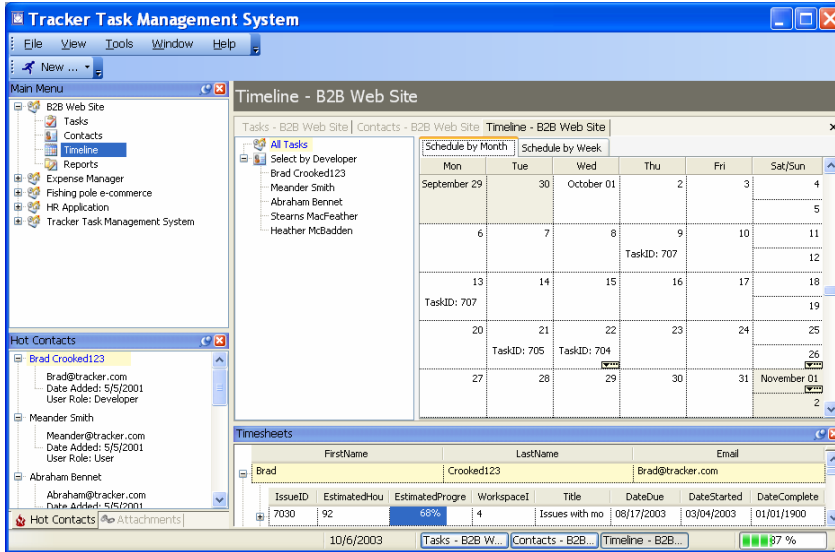 Tracker Task Management System
File View Tools Window Help
New ...
Main Menu
B2B Web Site
Tasks
Contacts
Timeline
Reports
Expense Manager
Fishing pole e-commerce
HR Application
Tracker Task Management System
Hot Contacts
Brad Crooked123
Brad@tracker.com
Date Added: 5/5/2001
User Role: Developer
Meander Smith
Meander@tracker.com
Date Added: 5/5/2001
User Role: User
Abraham Bennet
Abraham@tracker.com
Date Added: 5/5/2001
Hot Contacts Attachments
Timeline - B2B Web Site
Tasks - B2B Web Site Contacts - B2B Web Site Timeline - B2B Web Site
All Tasks
Select by Developer
Brad Crooked123
Meander Smith
Abraham Bennet
Stearns MacFeather
Heather McBadden
Schedule by Month Schedule by Week
Mon Tue Wed Thu Fri Sat/Sun
September 29 30 October 01 2 3 4
5
6 7 8 9 10 11
TaskID: 707
12
13 14 15 16 17 18
TaskID: 707
19
20 21 22 23 24 25
TaskID: 705 TaskID: 704
26
27 28 29 30 31 November 01
2
Timesheets
FirstName LastName Email
Brad Crooked123 Brad@tracker.com
IssueID EstimatedHou EstimatedProgre WorkspaceI Title DateDue DateStarted DateComplete
7030 92 68% 4 Issues with mo 08/17/2003 03/04/2003 01/01/1900
10/6/2003 Tasks - B2B W... Contacts - B2B... Timeline - B2B... 37 %